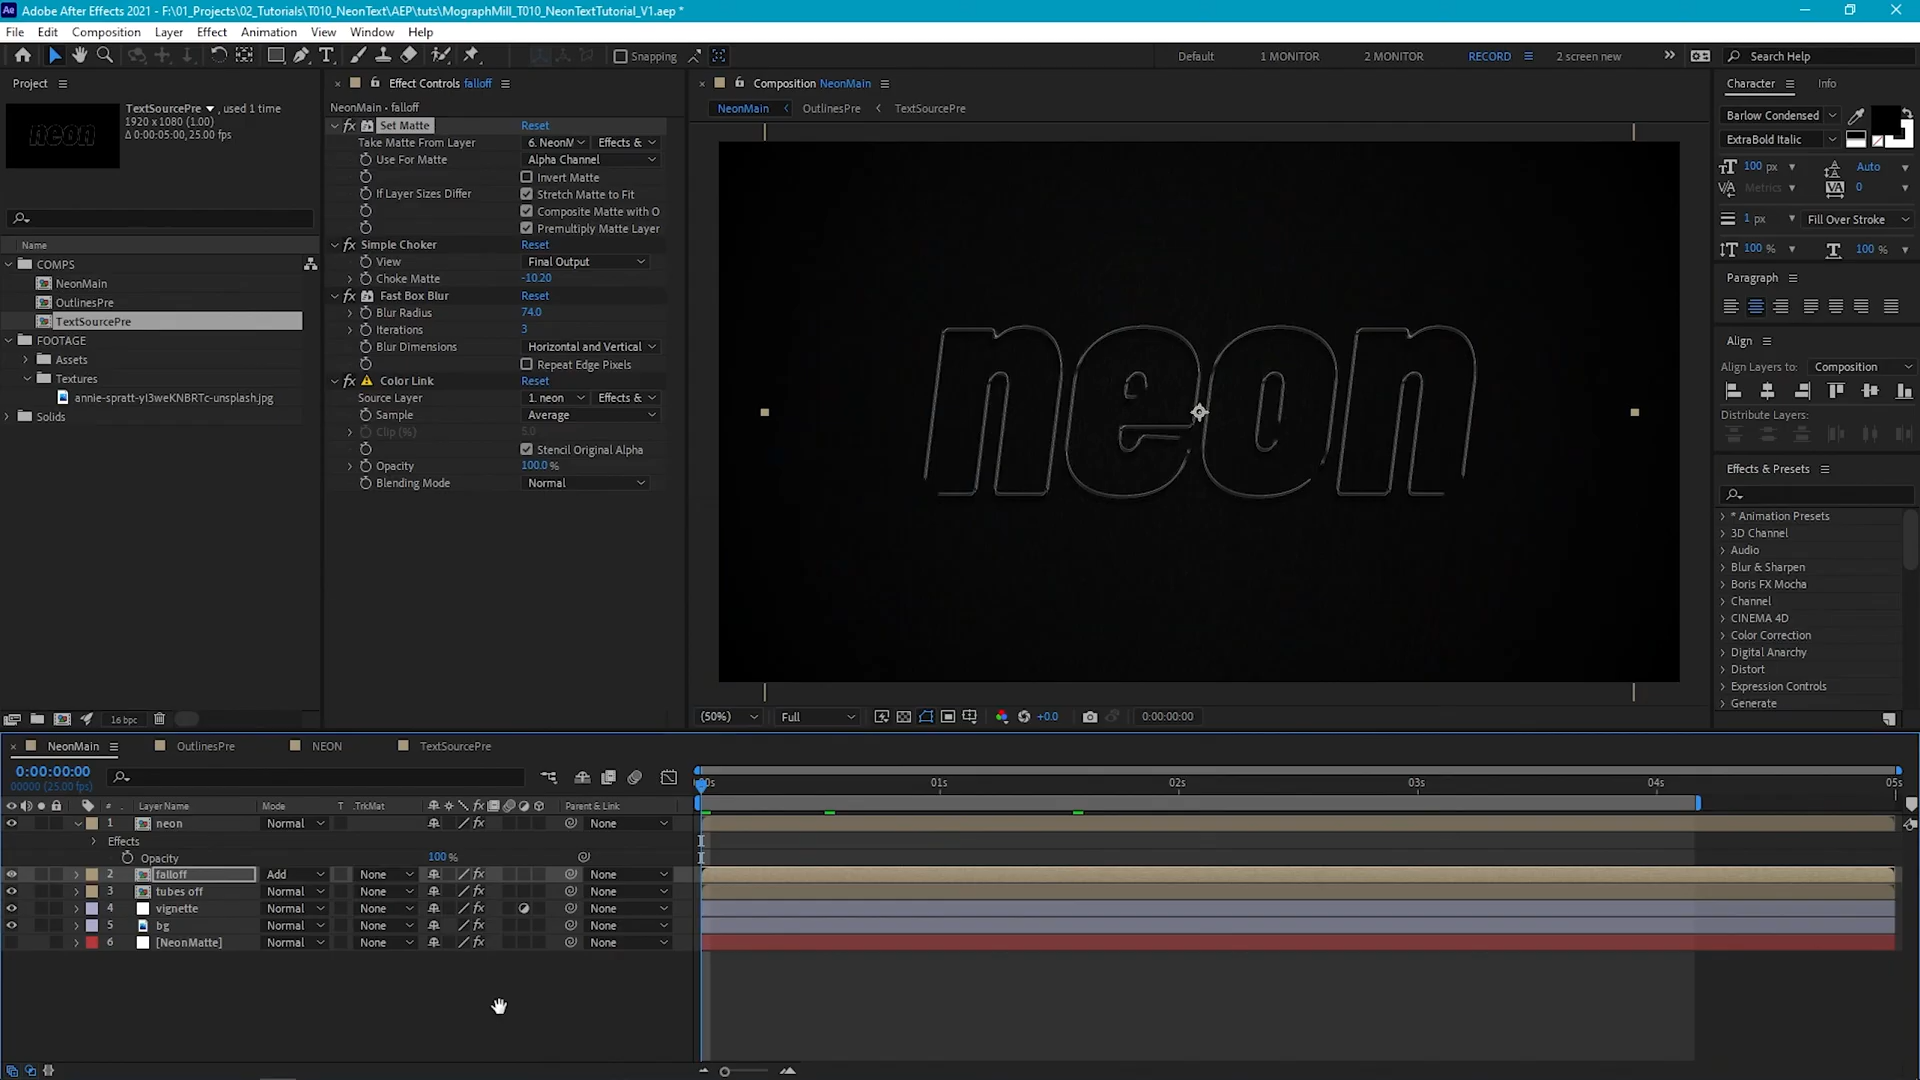 Adobe After Effects 2021 - F:\01_Projects\02_Tutorials\T010_NeonText\AEP\tuts\MographMill_T010_NeonTextTutorial_V1.aep *
File Edit Composition Layer Effect Animation View Window Help
Snapping Default 1 MONITOR 2 MONITOR RECORD 2 screen new Search Help
Project
TextSourcePre , used 1 time
1920 x 1080 (1.00)
Δ 0:00:05:00, 25.00 fps
neon
Name
COMPS
NeonMain
OutlinesPre
TextSourcePre
FOOTAGE
Assets
Textures
annie-spratt-yI3weKNBRTc-unsplash.jpg
Solids
16 bpc
Effect Controls falloff
NeonMain • falloff
fx Set Matte Reset
Take Matte From Layer 6. NeonM Effects &
Use For Matte Alpha Channel
Invert Matte
If Layer Sizes Differ Stretch Matte to Fit
Composite Matte with O
Premultiply Matte Layer
fx Simple Choker Reset
View Final Output
Choke Matte -10.20
fx Fast Box Blur Reset
Blur Radius 74.0
Iterations 3
Blur Dimensions Horizontal and Vertical
Repeat Edge Pixels
fx Color Link Reset
Source Layer 1. neon Effects &
Sample Average
Clip (%) 5.0
Stencil Original Alpha
Opacity 100.0 %
Blending Mode Normal
Composition NeonMain
NeonMain OutlinesPre TextSourcePre
neon
(50%) Full +0.0 0:00:00:00
Character Info
Barlow Condensed
ExtraBold Italic
100 px Auto
Metrics 0
1 px Fill Over Stroke
100 % 100 %
Paragraph
Align
Align Layers to: Composition
Distribute Layers:
Effects & Presets
* Animation Presets
3D Channel
Audio
Blur & Sharpen
Boris FX Mocha
Channel
CINEMA 4D
Color Correction
Digital Anarchy
Distort
Expression Controls
Generate
NeonMain OutlinesPre NEON TextSourcePre
0:00:00:00
00000 (25.00 fps)
:00s 01s 02s 03s 04s 05s
# Layer Name Mode T .TrkMat fx Parent & Link
1 neon Normal fx None
Effects
Opacity 100 %
2 falloff Add None fx None
3 tubes off Normal None fx None
4 vignette Normal None fx None
5 bg Normal None fx None
6 [NeonMatte] Normal None fx None